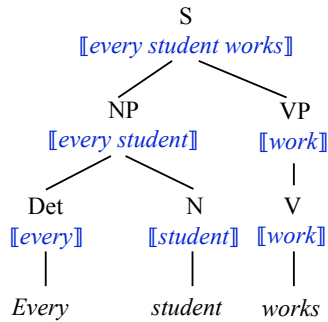 S
⟦every student works⟧
NP VP
⟦every student⟧ ⟦work⟧
Det N V
⟦every⟧ ⟦student⟧ ⟦work⟧
Every student works